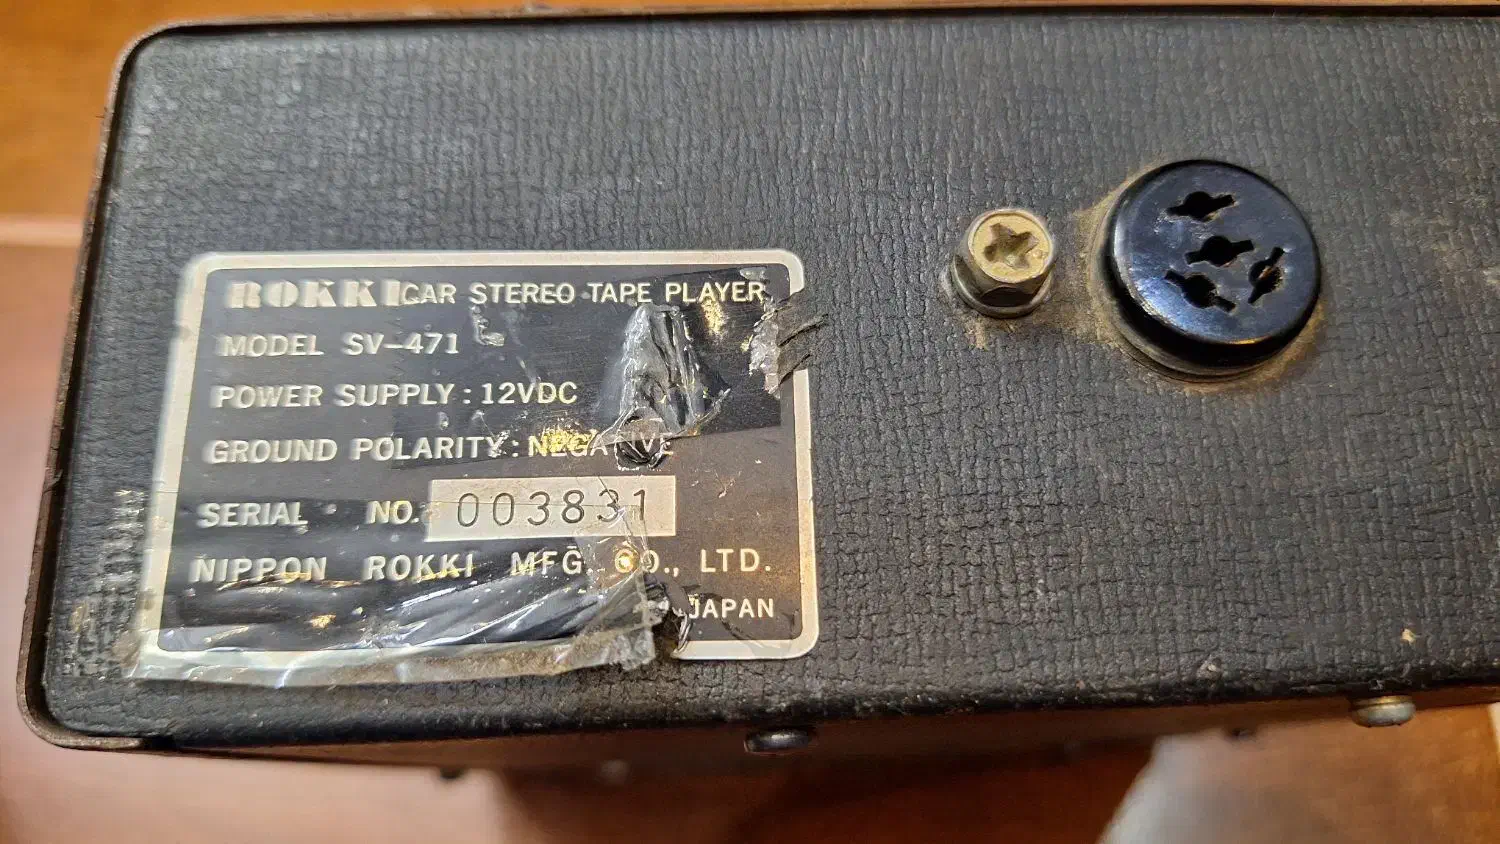 ROKKI CAR STEREO TAPE PLAYER
MODEL SV-471
POWER SUPPLY : 12VDC
GROUND POLARITY : NEGATIVE
SERIAL NO. 003831
NIPPON ROKKI MFG. CO., LTD.
JAPAN